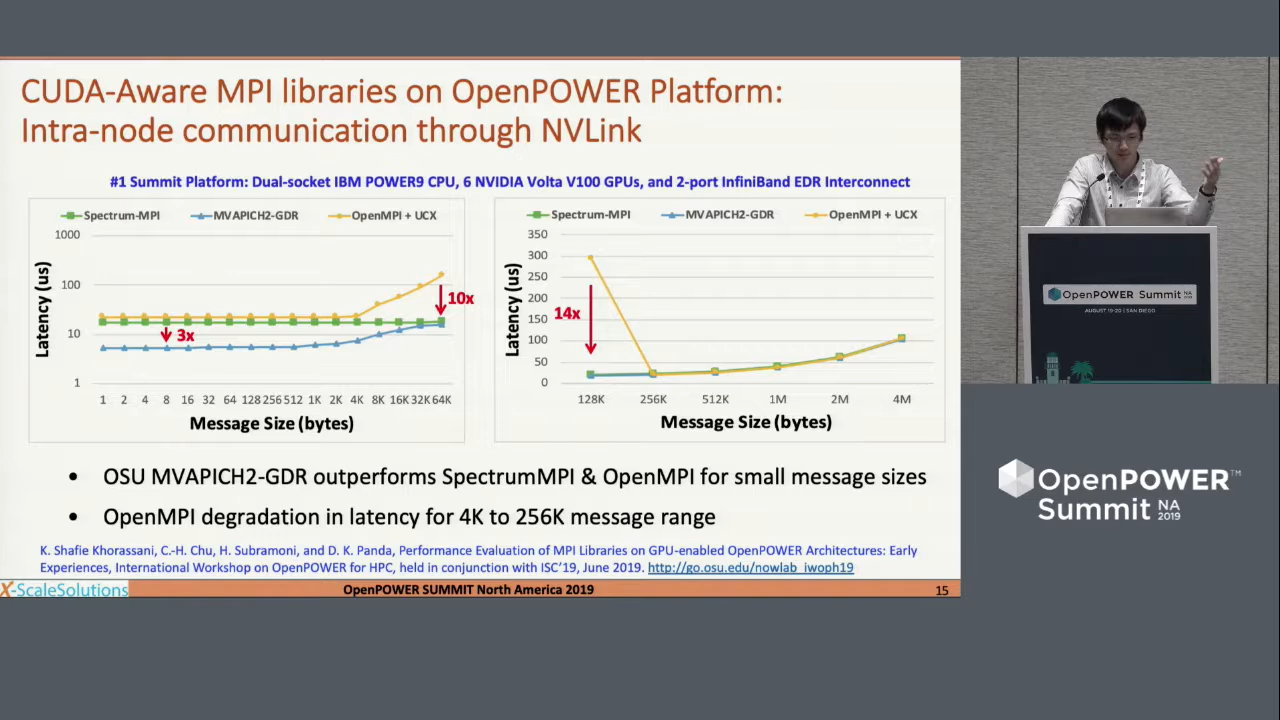 CUDA-Aware MPI libraries on OpenPOWER Platform:
Intra-node communication through NVLink
#1 Summit Platform: Dual-socket IBM POWER9 CPU, 6 NVIDIA Volta V100 GPUs, and 2-port InfiniBand EDR Interconnect
Spectrum-MPI MVAPICH2-GDR OpenMPI + UCX
1000
100
10
1
Latency (us)
10x
3x
1 2 4 8 16 32 64 128 256 512 1K 2K 4K 8K 16K 32K 64K
Message Size (bytes)
Spectrum-MPI MVAPICH2-GDR OpenMPI + UCX
350
300
250
200
150
100
50
0
Latency (us)
14x
128K 256K 512K 1M 2M 4M
Message Size (bytes)
• OSU MVAPICH2-GDR outperforms SpectrumMPI & OpenMPI for small message sizes
• OpenMPI degradation in latency for 4K to 256K message range
K. Shafie Khorassani, C.-H. Chu, H. Subramoni, and D. K. Panda, Performance Evaluation of MPI Libraries on GPU-enabled OpenPOWER Architectures: Early
Experiences, International Workshop on OpenPOWER for HPC, held in conjunction with ISC'19, June 2019. http://go.osu.edu/nowlab_iwoph19
X-ScaleSolutions
OpenPOWER SUMMIT North America 2019
15
OpenPOWER Summit NA 2019
AUGUST 19-20 | SAN DIEGO
OpenPOWER™
Summit NA 2019